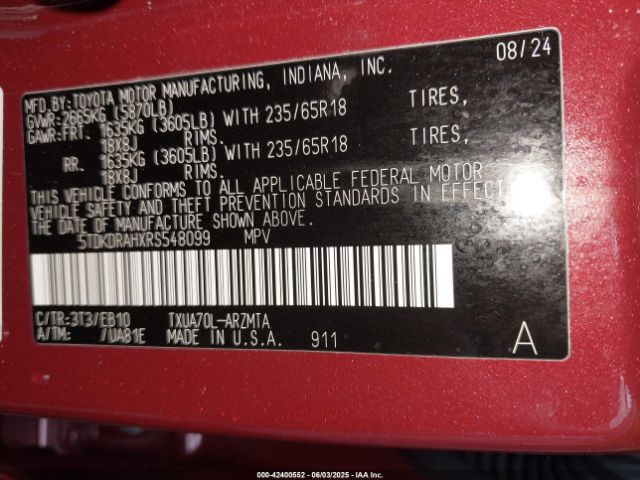 08/24
MFD.BY:TOYOTA MOTOR MANUFACTURING, INDIANA, INC.
GVWR:2665KG (5870LB)
GAWR:FRT. 1635KG (3605LB) WITH 235/65R18 TIRES,
18X8J RIMS.
RR. 1635KG (3605LB) WITH 235/65R18 TIRES,
18X8J RIMS.
THIS VEHICLE CONFORMS TO ALL APPLICABLE FEDERAL MOTOR
VEHICLE SAFETY AND THEFT PREVENTION STANDARDS IN EFFECT ON
THE DATE OF MANUFACTURE SHOWN ABOVE.
5TDKDRAHXRS548099 MPV
C/TR:3T3/EB10 TXUA70L-ARZMTA
A/TM: /UA81E MADE IN U.S.A. 911 A
000-42400552 06/03/2025 IAAI.COM